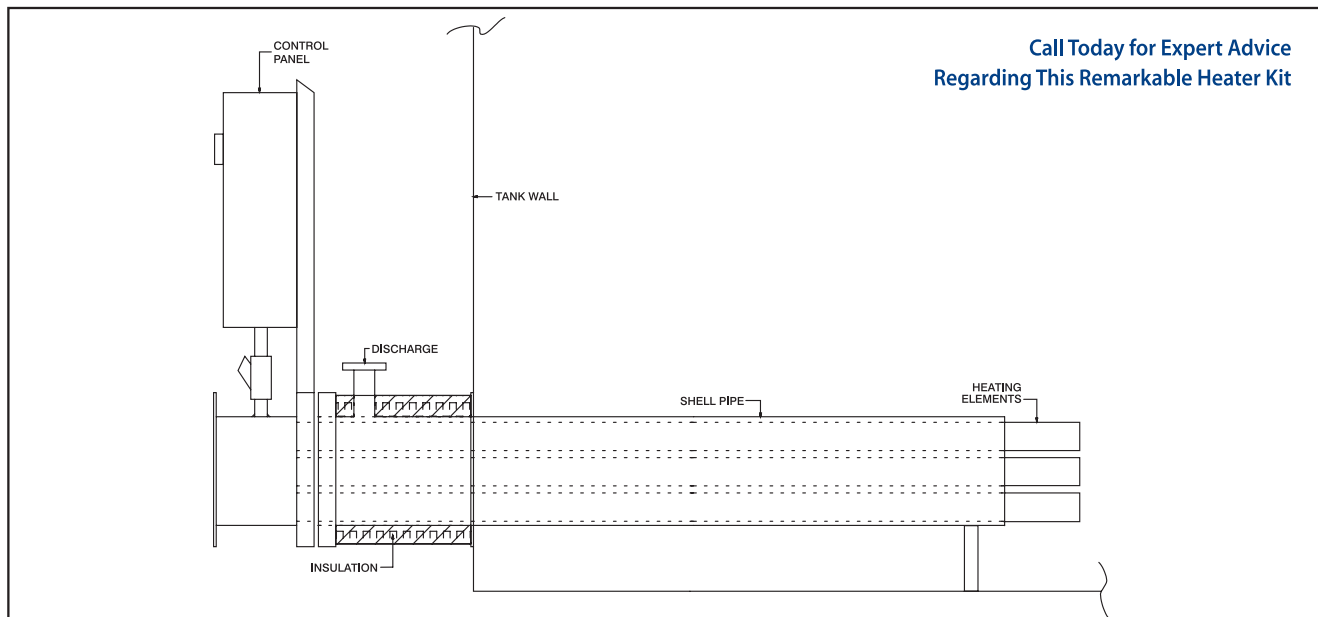 Call Today for Expert Advice
Regarding This Remarkable Heater Kit
CONTROL
PANEL
TANK WALL
DISCHARGE
SHELL PIPE
HEATING
ELEMENTS
INSULATION